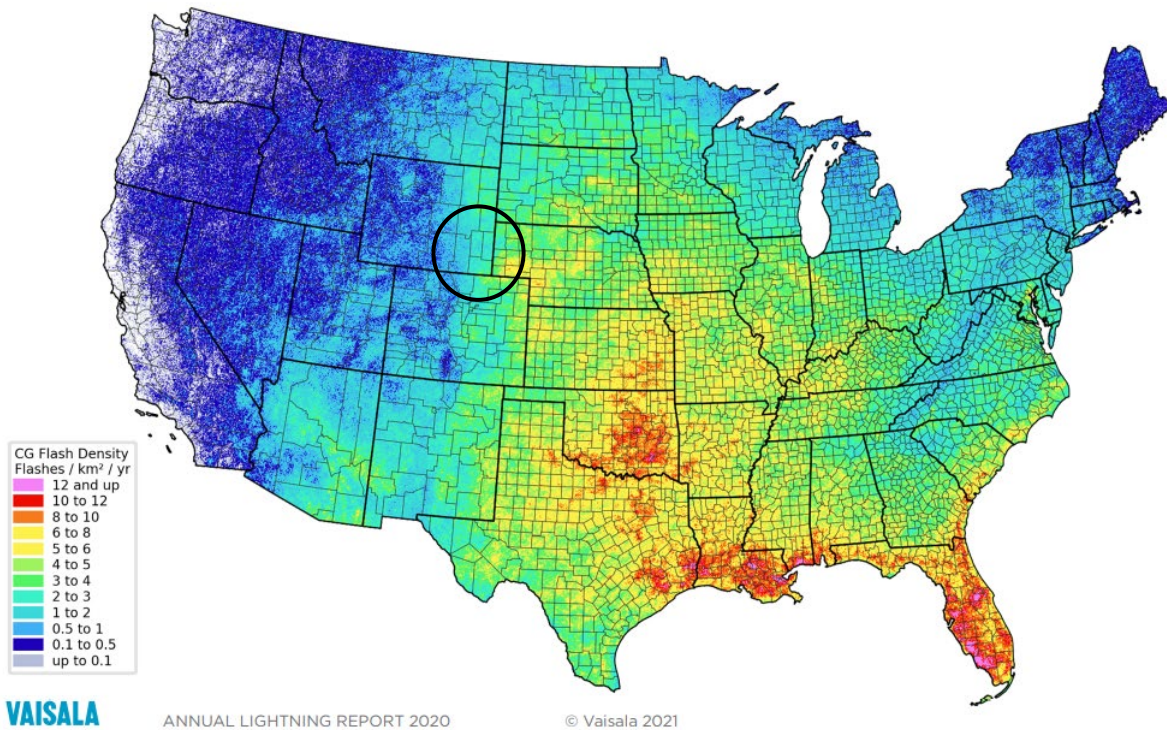 CG Flash Density
Flashes / km² / yr
12 and up
10 to 12
8 to 10
6 to 8
5 to 6
4 to 5
3 to 4
2 to 3
1 to 2
0.5 to 1
0.1 to 0.5
up to 0.1
VAISALA ANNUAL LIGHTNING REPORT 2020 © Vaisala 2021